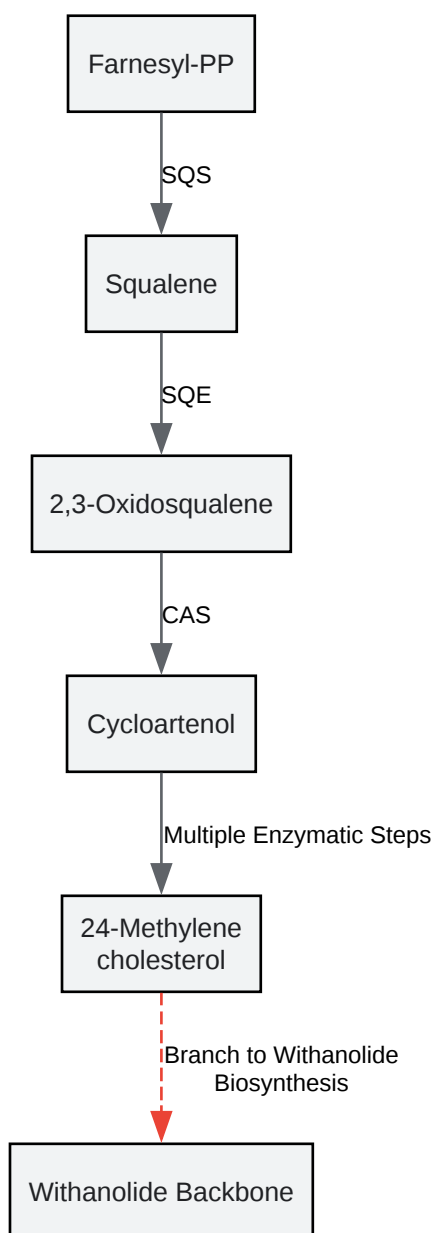 Farnesyl-PP
SQS
Squalene
SQE
2,3-Oxidosqualene
CAS
Cycloartenol
Multiple Enzymatic Steps
24-Methylene
cholesterol
Branch to Withanolide
Biosynthesis
Withanolide Backbone